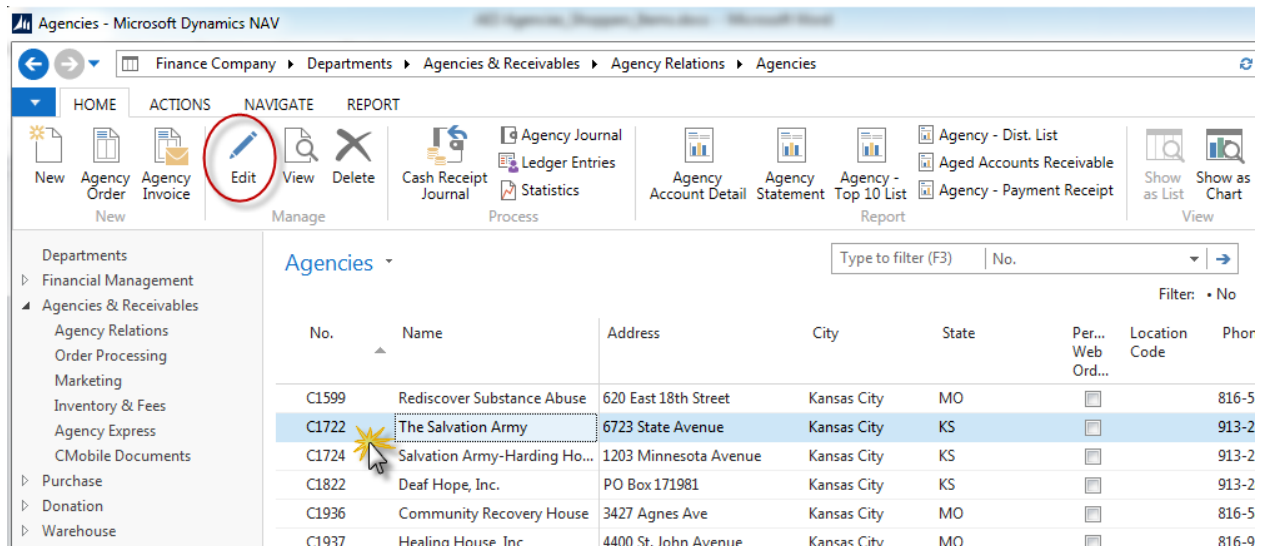 Agencies - Microsoft Dynamics NAV
Finance Company Departments Agencies & Receivables Agency Relations Agencies
HOME ACTIONS NAVIGATE REPORT
New
Agency Order
Agency Invoice
New
Edit
View
Delete
Manage
Cash Receipt Journal
Agency Journal
Ledger Entries
Statistics
Process
Agency Account Detail
Agency Statement
Agency - Top 10 List
Agency - Dist. List
Aged Accounts Receivable
Agency - Payment Receipt
Report
Show as List
Show as Chart
View
Departments
Financial Management
Agencies & Receivables
Agency Relations
Order Processing
Marketing
Inventory & Fees
Agency Express
CMobile Documents
Purchase
Donation
Warehouse
Agencies
Type to filter (F3) No.
Filter: • No
No. Name Address City State Per... Web Ord... Location Code Phor
C1599 Rediscover Substance Abuse 620 East 18th Street Kansas City MO 816-5
C1722 The Salvation Army 6723 State Avenue Kansas City KS 913-2
C1724 Salvation Army-Harding Ho... 1203 Minnesota Avenue Kansas City KS 913-2
C1822 Deaf Hope, Inc. PO Box 171981 Kansas City KS 913-2
C1936 Community Recovery House 3427 Agnes Ave Kansas City MO 816-5
C1937 Healing House, Inc 4400 St. John Avenue Kansas City MO 816-9